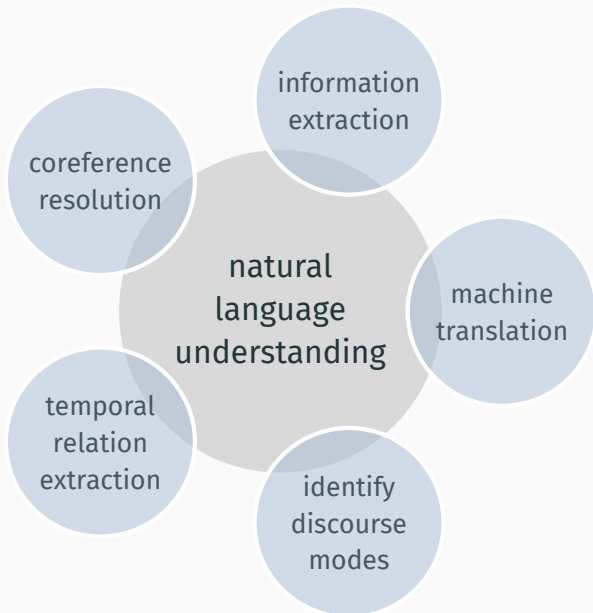 information
extraction
coreference
resolution
natural
language
understanding
machine
translation
temporal
relation
extraction
identify
discourse
modes